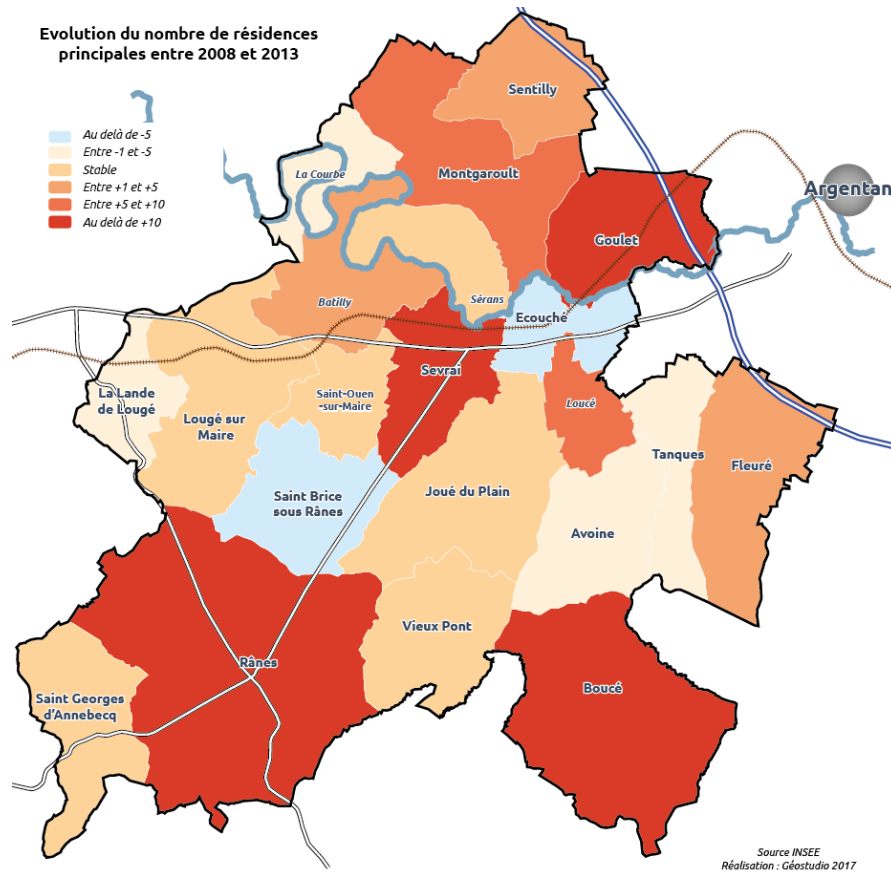 Evolution du nombre de résidences
principales entre 2008 et 2013
Au delà de -5
Entre -1 et -5
Stable
Entre +1 et +5
Entre +5 et +10
Au delà de +10
Sentilly
La Courbe
Montgaroult
Argentan
Goulet
Batilly
Sérans
Ecouché
Sevrai
La Lande
de Lougé
Saint-Ouen
-sur-Maire
Lougé sur
Maire
Loucé
Tanques
Fleuré
Saint Brice
sous Rânes
Joué du Plain
Avoine
Vieux Pont
Rânes
Saint Georges
d'Annebecq
Boucé
Source INSEE
Réalisation : Géostudio 2017